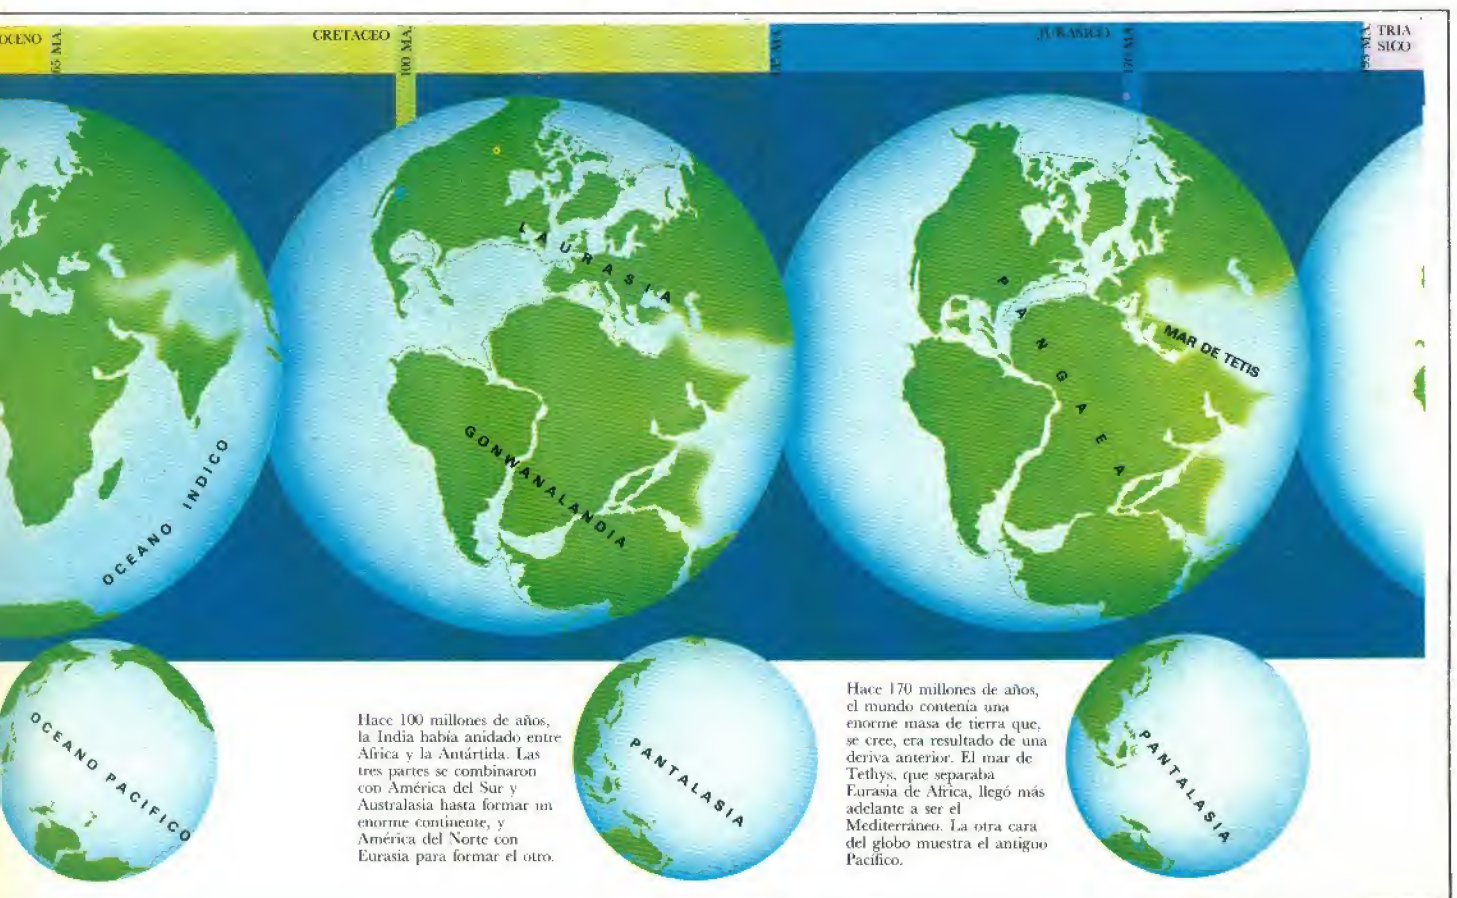 OCENO
65 MA.
CRETACEO
100 MA.
JURASICO
170 MA
TRIA
SICO
LAURASIA
GONWANALANDIA
PANGAEA
MAR DE TETIS
OCEANO INDICO
OCEANO PACIFICO
Hace 100 millones de años,
la India había anidado entre
Africa y la Antártida. Las
tres partes se combinaron
con América del Sur y
Australasia hasta formar un
enorme continente, y
América del Norte con
Eurasia para formar el otro.
PANTALASIA
Hace 170 millones de años,
el mundo contenía una
enorme masa de tierra que,
se cree, era resultado de una
deriva anterior. El mar de
Tethys, que separaba
Eurasia de Africa, llegó más
adelante a ser el
Mediterráneo. La otra cara
del globo muestra el antiguo
Pacífico.
PANTALASIA